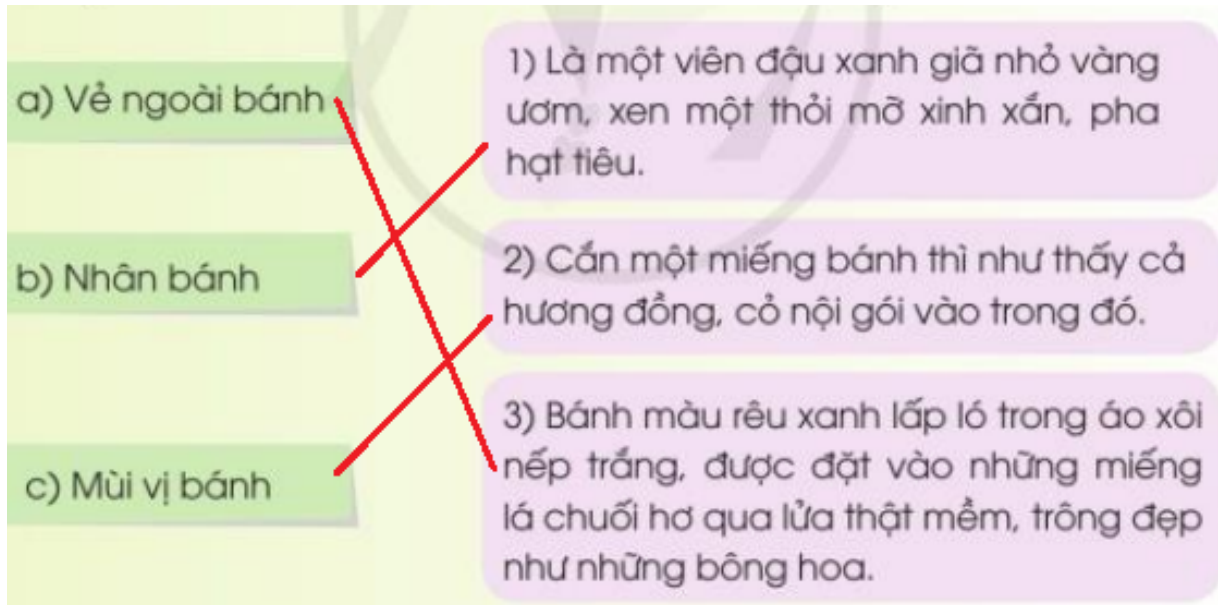 a) Vẻ ngoài bánh
b) Nhân bánh
c) Mùi vị bánh
1) Là một viên đậu xanh giã nhỏ vàng
ươm, xen một thỏi mỡ xinh xắn, pha
hạt tiêu.
2) Cắn một miếng bánh thì như thấy cả
hương đồng, cỏ nội gói vào trong đó.
3) Bánh màu rêu xanh lấp ló trong áo xôi
nếp trắng, được đặt vào những miếng
lá chuối hơ qua lửa thật mềm, trông đẹp
như những bông hoa.